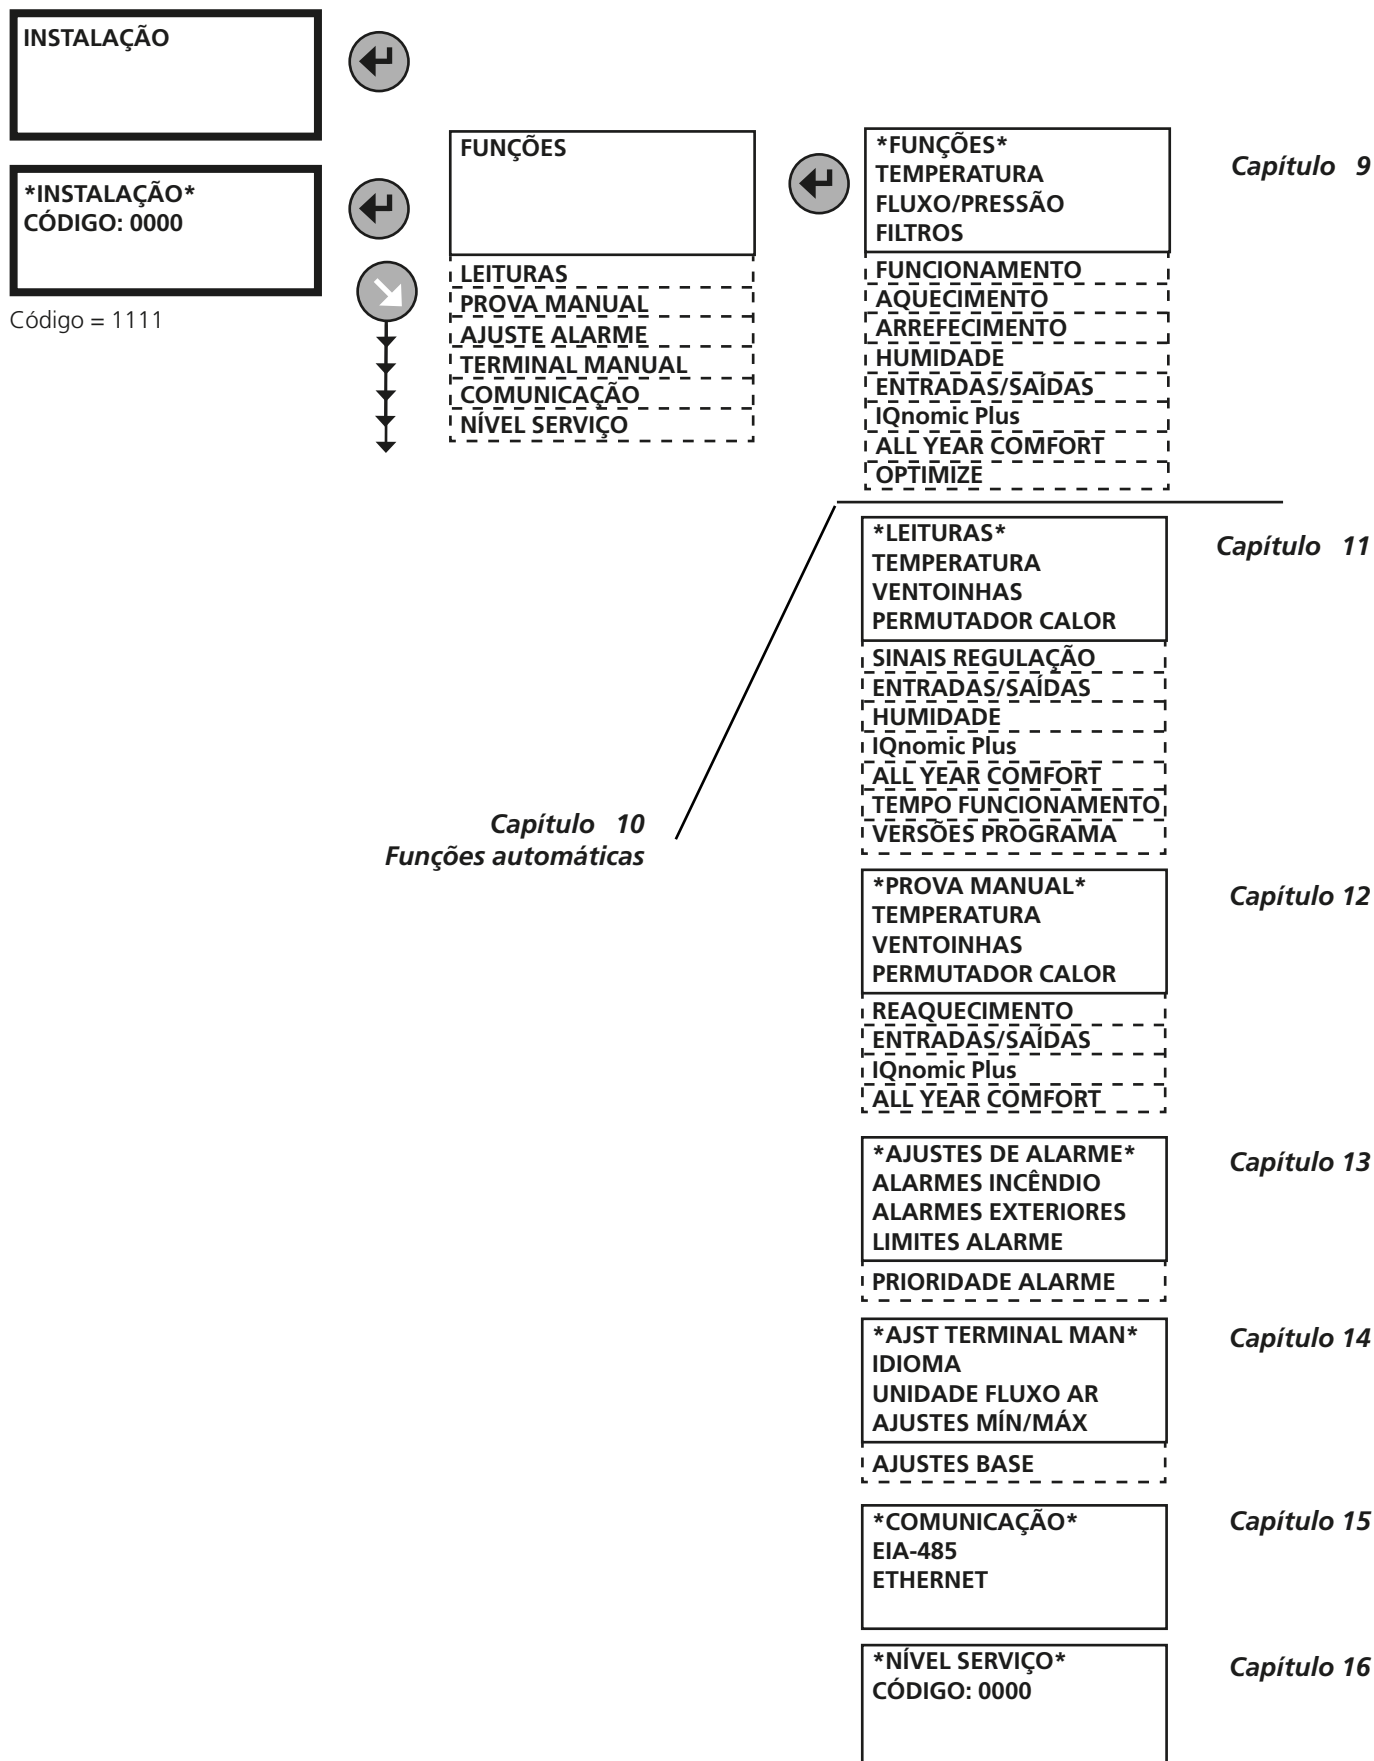 INSTALAÇÃO
*INSTALAÇÃO*
CÓDIGO: 0000
Código = 1111
FUNÇÕES
LEITURAS
PROVA MANUAL
AJUSTE ALARME
TERMINAL MANUAL
COMUNICAÇÃO
NÍVEL SERVIÇO
*FUNÇÕES*
TEMPERATURA
FLUXO/PRESSÃO
FILTROS
FUNCIONAMENTO
AQUECIMENTO
ARREFECIMENTO
HUMIDADE
ENTRADAS/SAÍDAS
IQnomic Plus
ALL YEAR COMFORT
OPTIMIZE
Capítulo 9
Capítulo 10
Funções automáticas
*LEITURAS*
TEMPERATURA
VENTOINHAS
PERMUTADOR CALOR
SINAIS REGULAÇÃO
ENTRADAS/SAÍDAS
HUMIDADE
IQnomic Plus
ALL YEAR COMFORT
TEMPO FUNCIONAMENTO
VERSÕES PROGRAMA
Capítulo 11
*PROVA MANUAL*
TEMPERATURA
VENTOINHAS
PERMUTADOR CALOR
REAQUECIMENTO
ENTRADAS/SAÍDAS
IQnomic Plus
ALL YEAR COMFORT
Capítulo 12
*AJUSTES DE ALARME*
ALARMES INCÊNDIO
ALARMES EXTERIORES
LIMITES ALARME
PRIORIDADE ALARME
Capítulo 13
*AJST TERMINAL MAN*
IDIOMA
UNIDADE FLUXO AR
AJUSTES MÍN/MÁX
AJUSTES BASE
Capítulo 14
*COMUNICAÇÃO*
EIA-485
ETHERNET
Capítulo 15
*NÍVEL SERVIÇO*
CÓDIGO: 0000
Capítulo 16